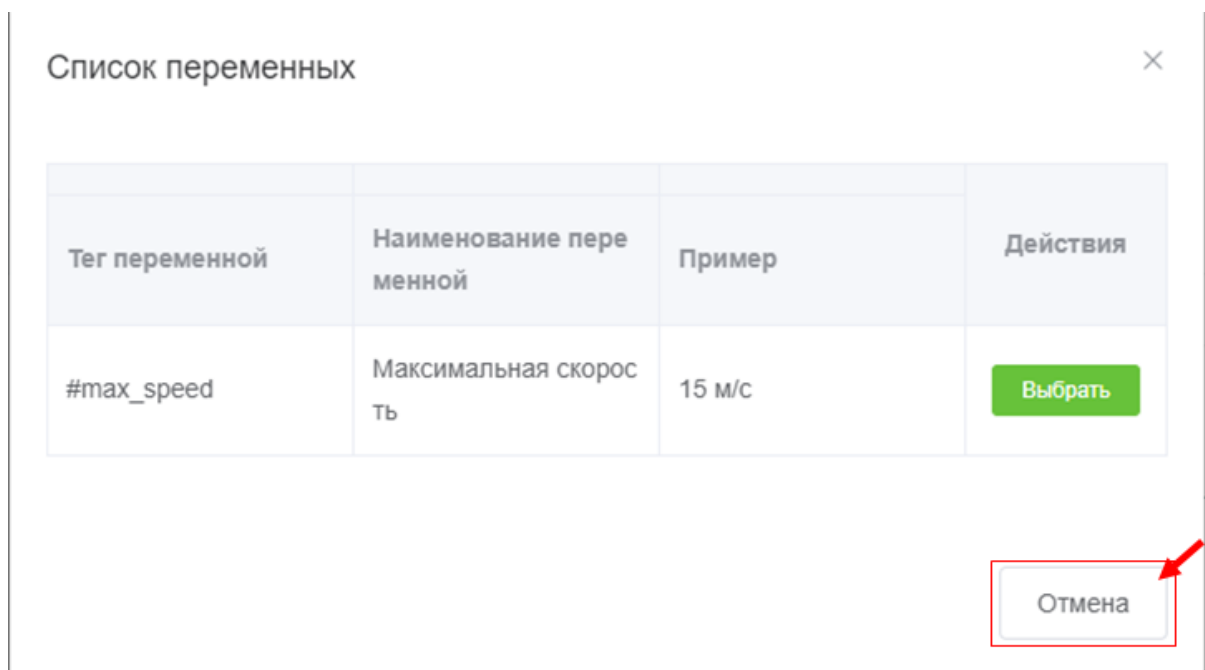 Список переменных
Тег переменной
Наименование пере
менной
Пример
Действия
#max_speed
Максимальная скорос
ть
15 м/с
Выбрать
Отмена